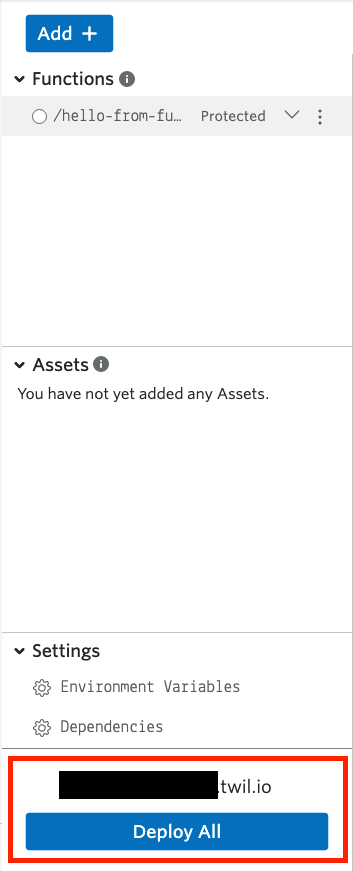 Add +
Functions
/hello-from-fu… Protected
Assets
You have not yet added any Assets.
Settings
Environment Variables
Dependencies
.twil.io
Deploy All